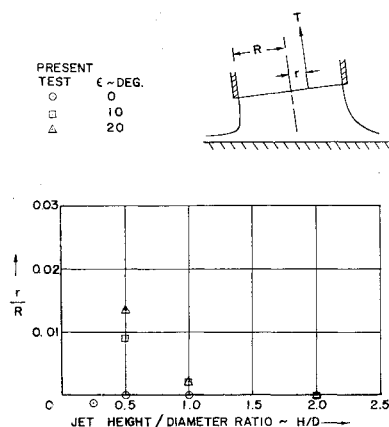 PRESENT
TEST ϵ ~ DEG.
⊙ 0
⊡ 10
△ 20
T
R
r
0.03
0.02
0.01
0
r/R
0.5 1.0 1.5 2.0 2.5
JET HEIGHT / DIAMETER RATIO ~ H/D